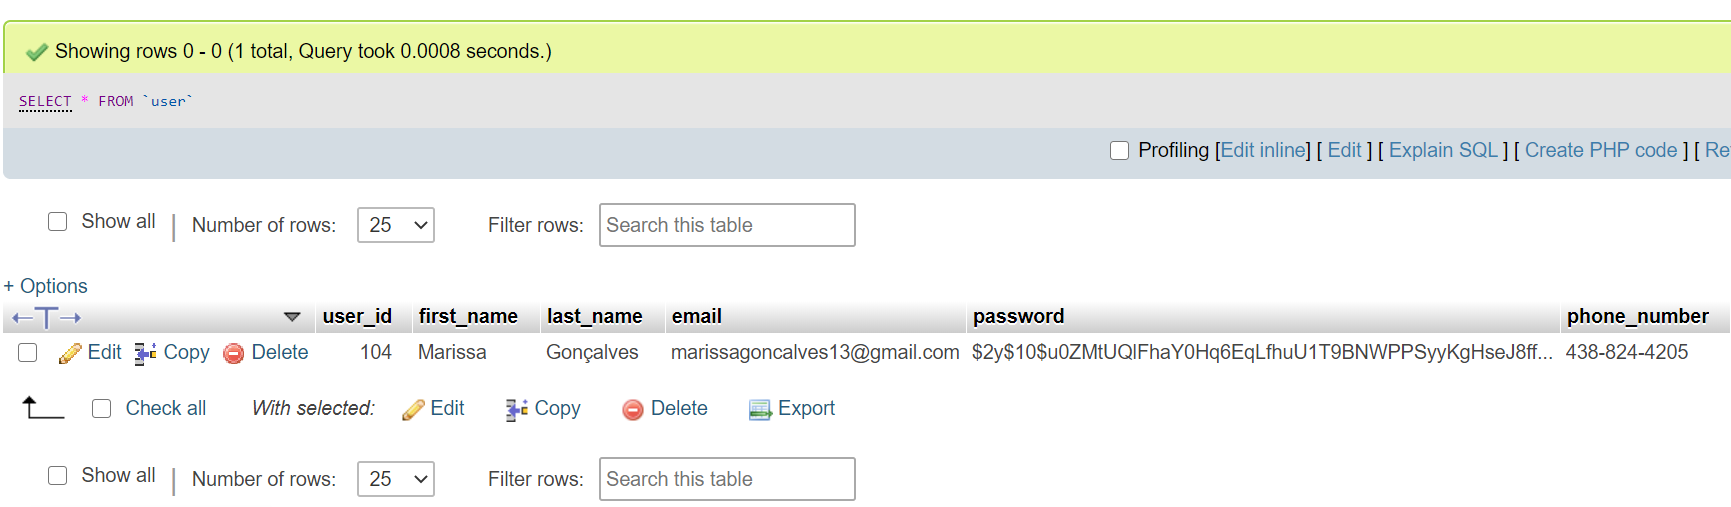 Showing rows 0 - 0 (1 total, Query took 0.0008 seconds.)
SELECT * FROM `user`
Profiling [Edit inline] [ Edit ] [ Explain SQL ] [ Create PHP code ] [ Re
Show all | Number of rows: 25 Filter rows: Search this table
+ Options
←T→ user_id first_name last_name email password phone_number
Edit Copy Delete 104 Marissa Gonçalves marissagoncalves13@gmail.com $2y$10$u0ZMtUQlFhaY0Hq6EqLfhuU1T9BNWPPSyyKgHseJ8ff... 438-824-4205
Check all With selected: Edit Copy Delete Export
Show all | Number of rows: 25 Filter rows: Search this table